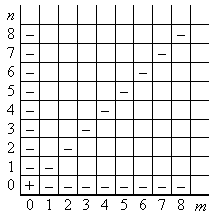 n
8 – –
7 – –
6 – –
5 – –
4 – –
3 – –
2 – –
1 – –
0 + – – – – – – – –
0 1 2 3 4 5 6 7 8 m